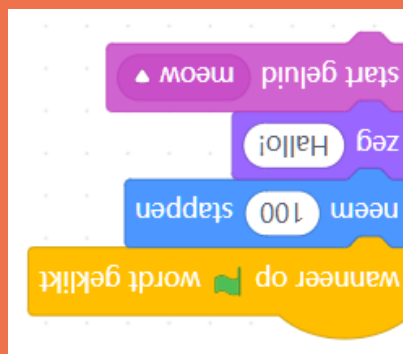 wanneer op wordt geklikt
neem 100 stappen
zeg Hallo!
start geluid meow